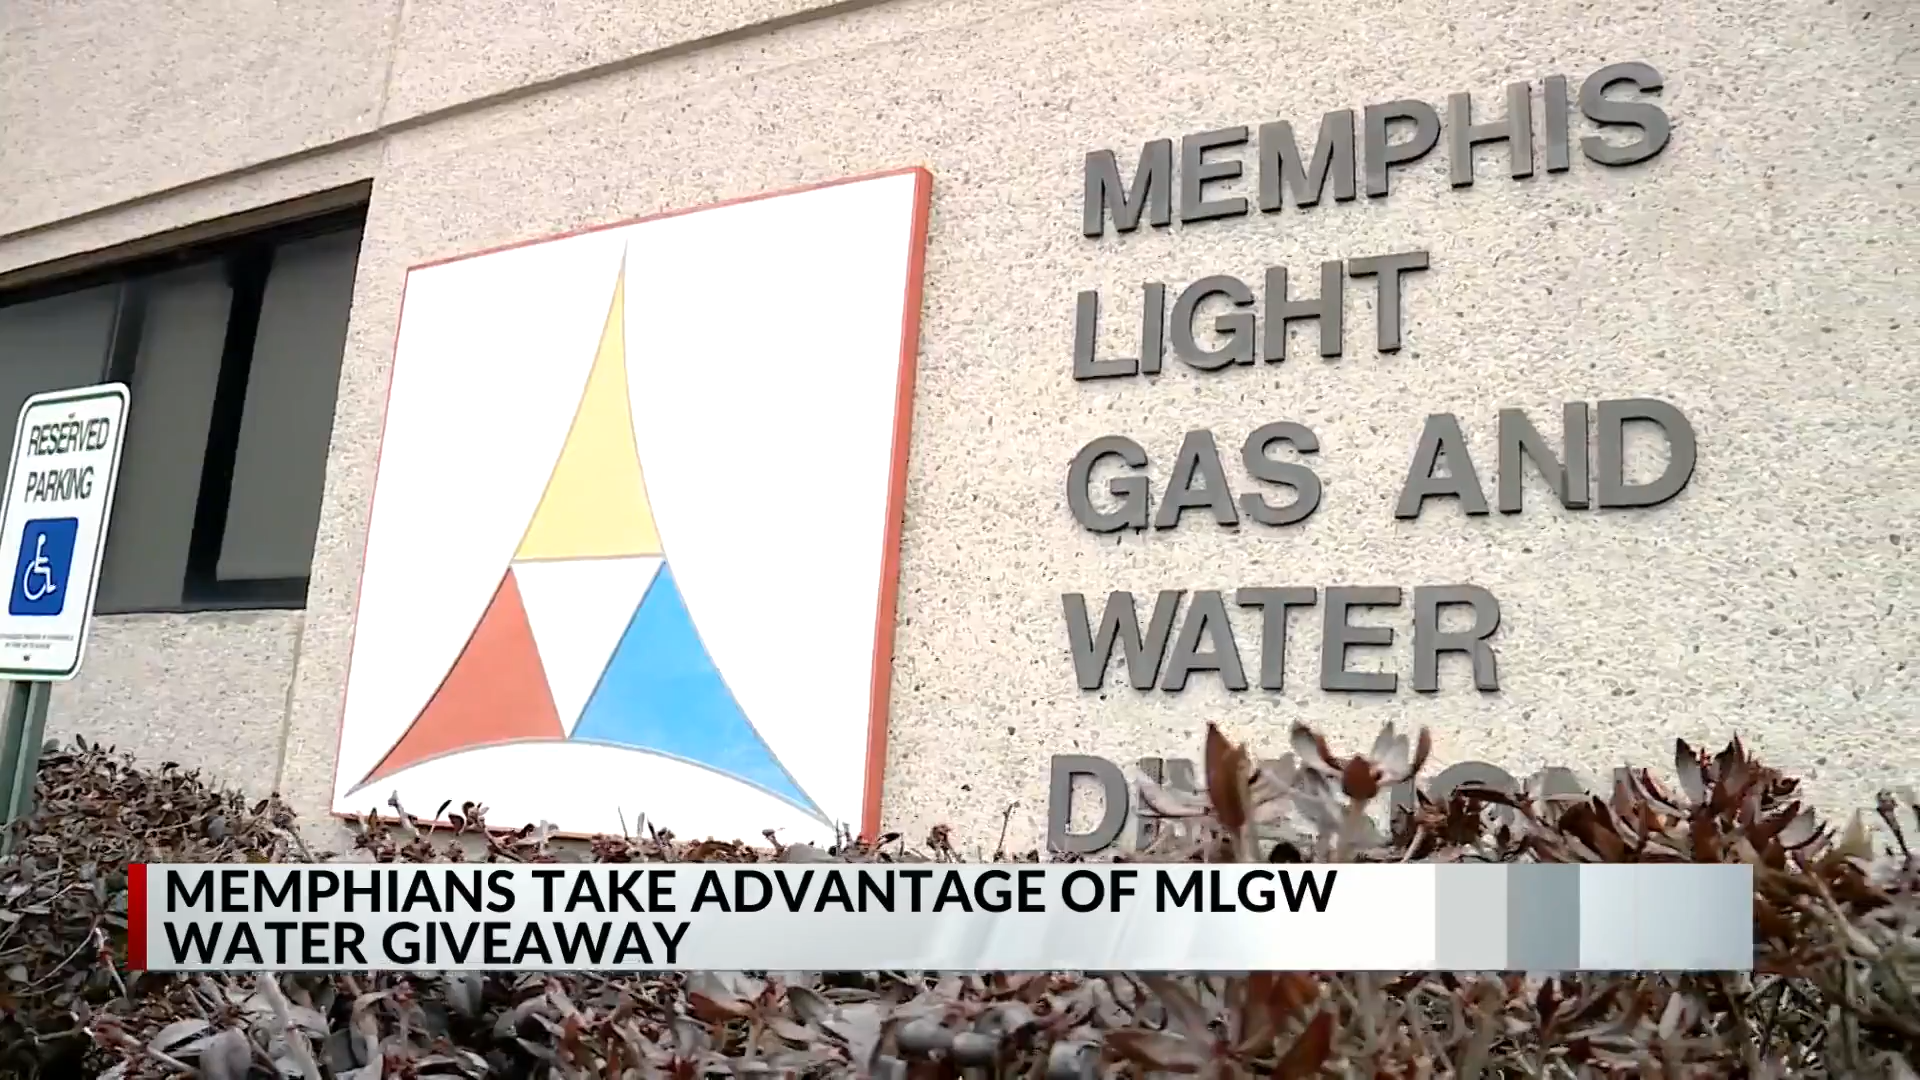 MEMPHIS
LIGHT
GAS AND
WATER
RESERVED
PARKING
MEMPHIANS TAKE ADVANTAGE OF MLGW
WATER GIVEAWAY